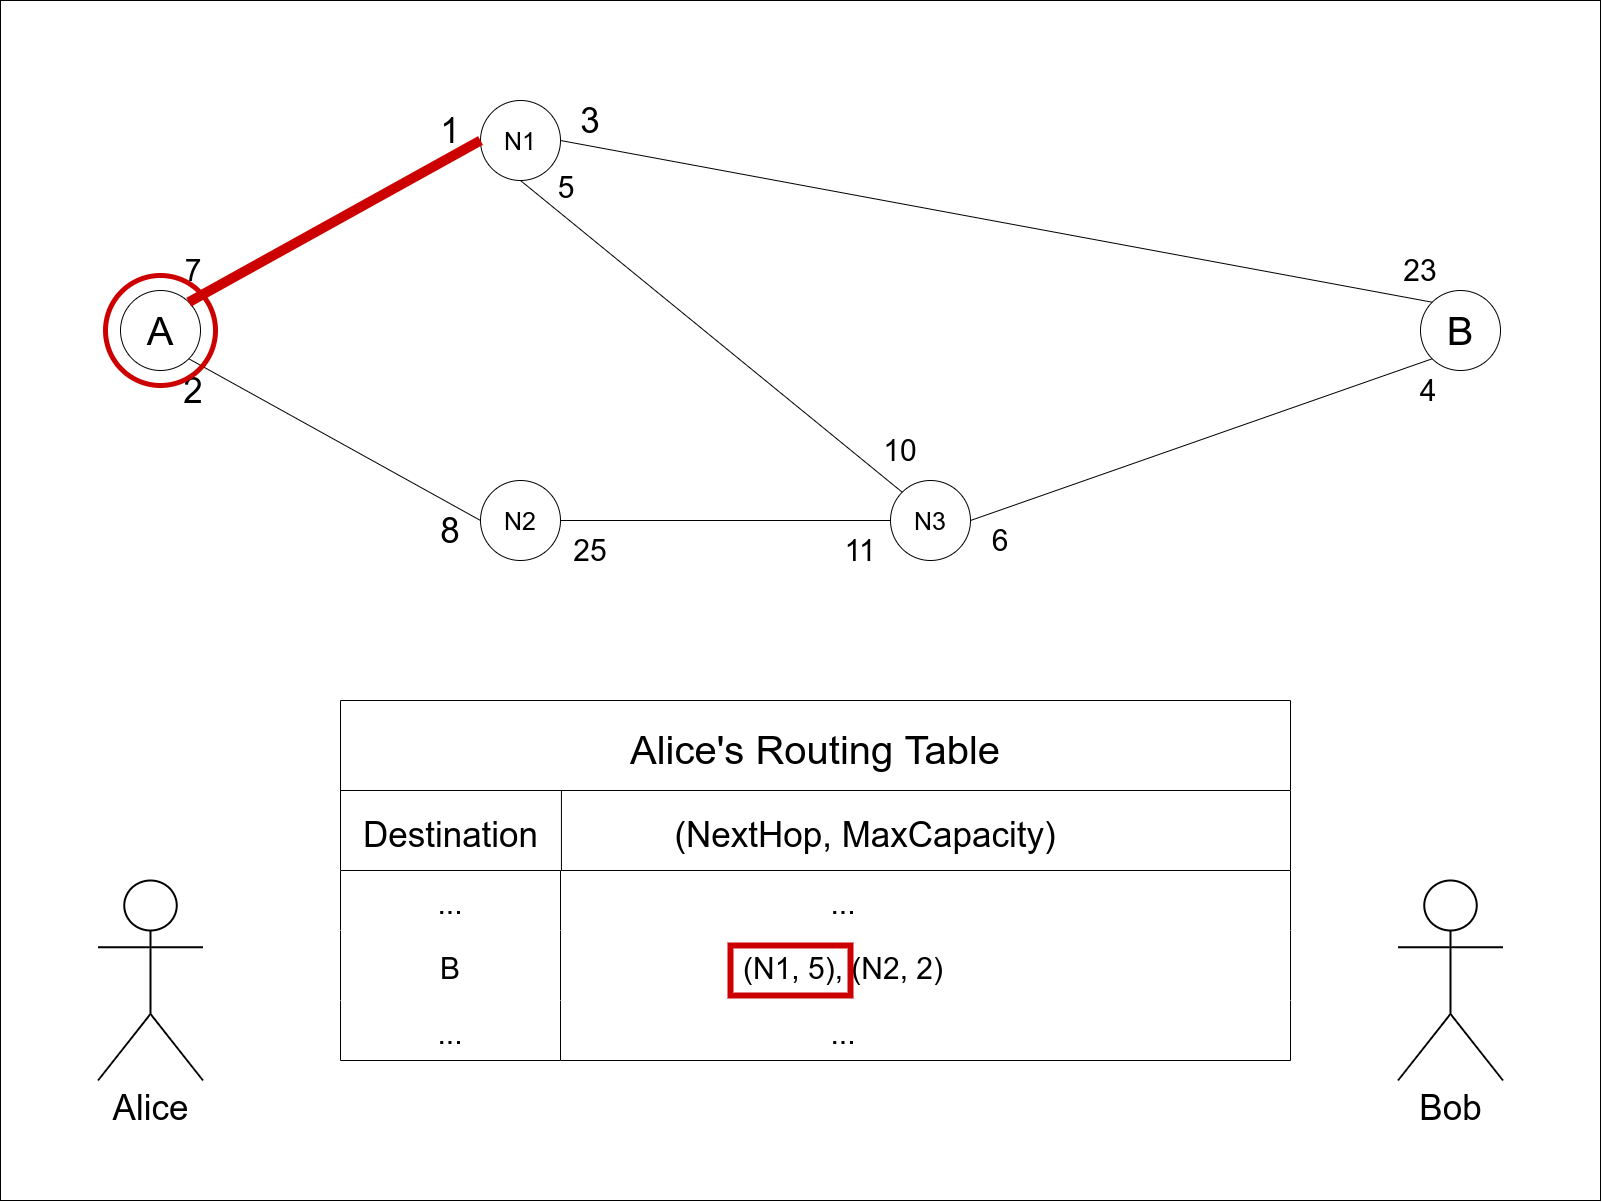 1
N1
3
5
7
A
2
23
B
4
10
8
N2
25
11
N3
6
Alice's Routing Table
Destination
(NextHop, MaxCapacity)
...
...
B
(N1, 5), (N2, 2)
...
...
Alice
Bob